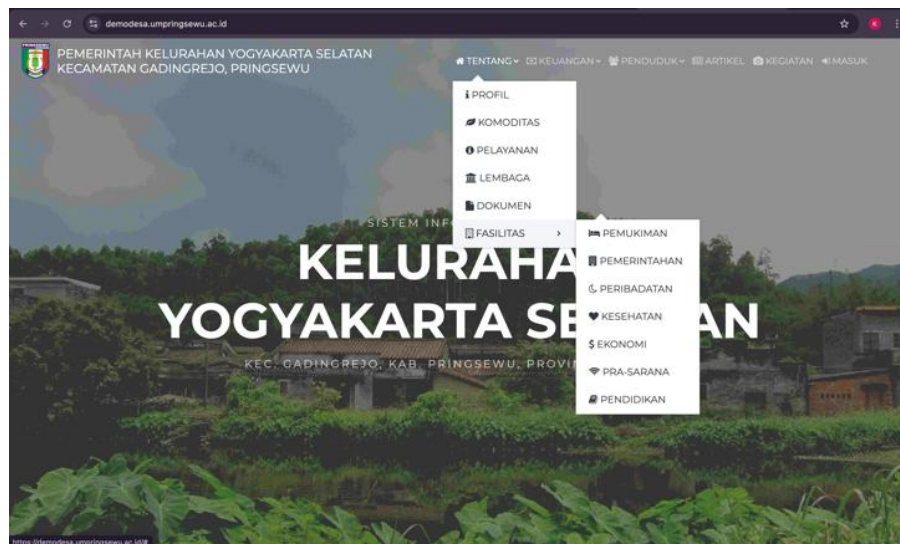 demodesa.umpringsewu.ac.id
PEMERINTAH KELURAHAN YOGYAKARTA SELATAN
KECAMATAN GADINGREJO, PRINGSEWU
TENTANG KEUANGAN PENDUDUK ARTIKEL KEGIATAN MASUK
PROFIL
KOMODITAS
PELAYANAN
LEMBAGA
DOKUMEN
FASILITAS
PEMUKIMAN
PEMERINTAHAN
PERIBADATAN
KESEHATAN
EKONOMI
PRA-SARANA
PENDIDIKAN
SISTEM INF
KELURAHA
YOGYAKARTA SE AN
KEC. GADINGREJO, KAB. PRINGSEWU, PROVIN
https://demodesa.umpringsewu.ac.id/#